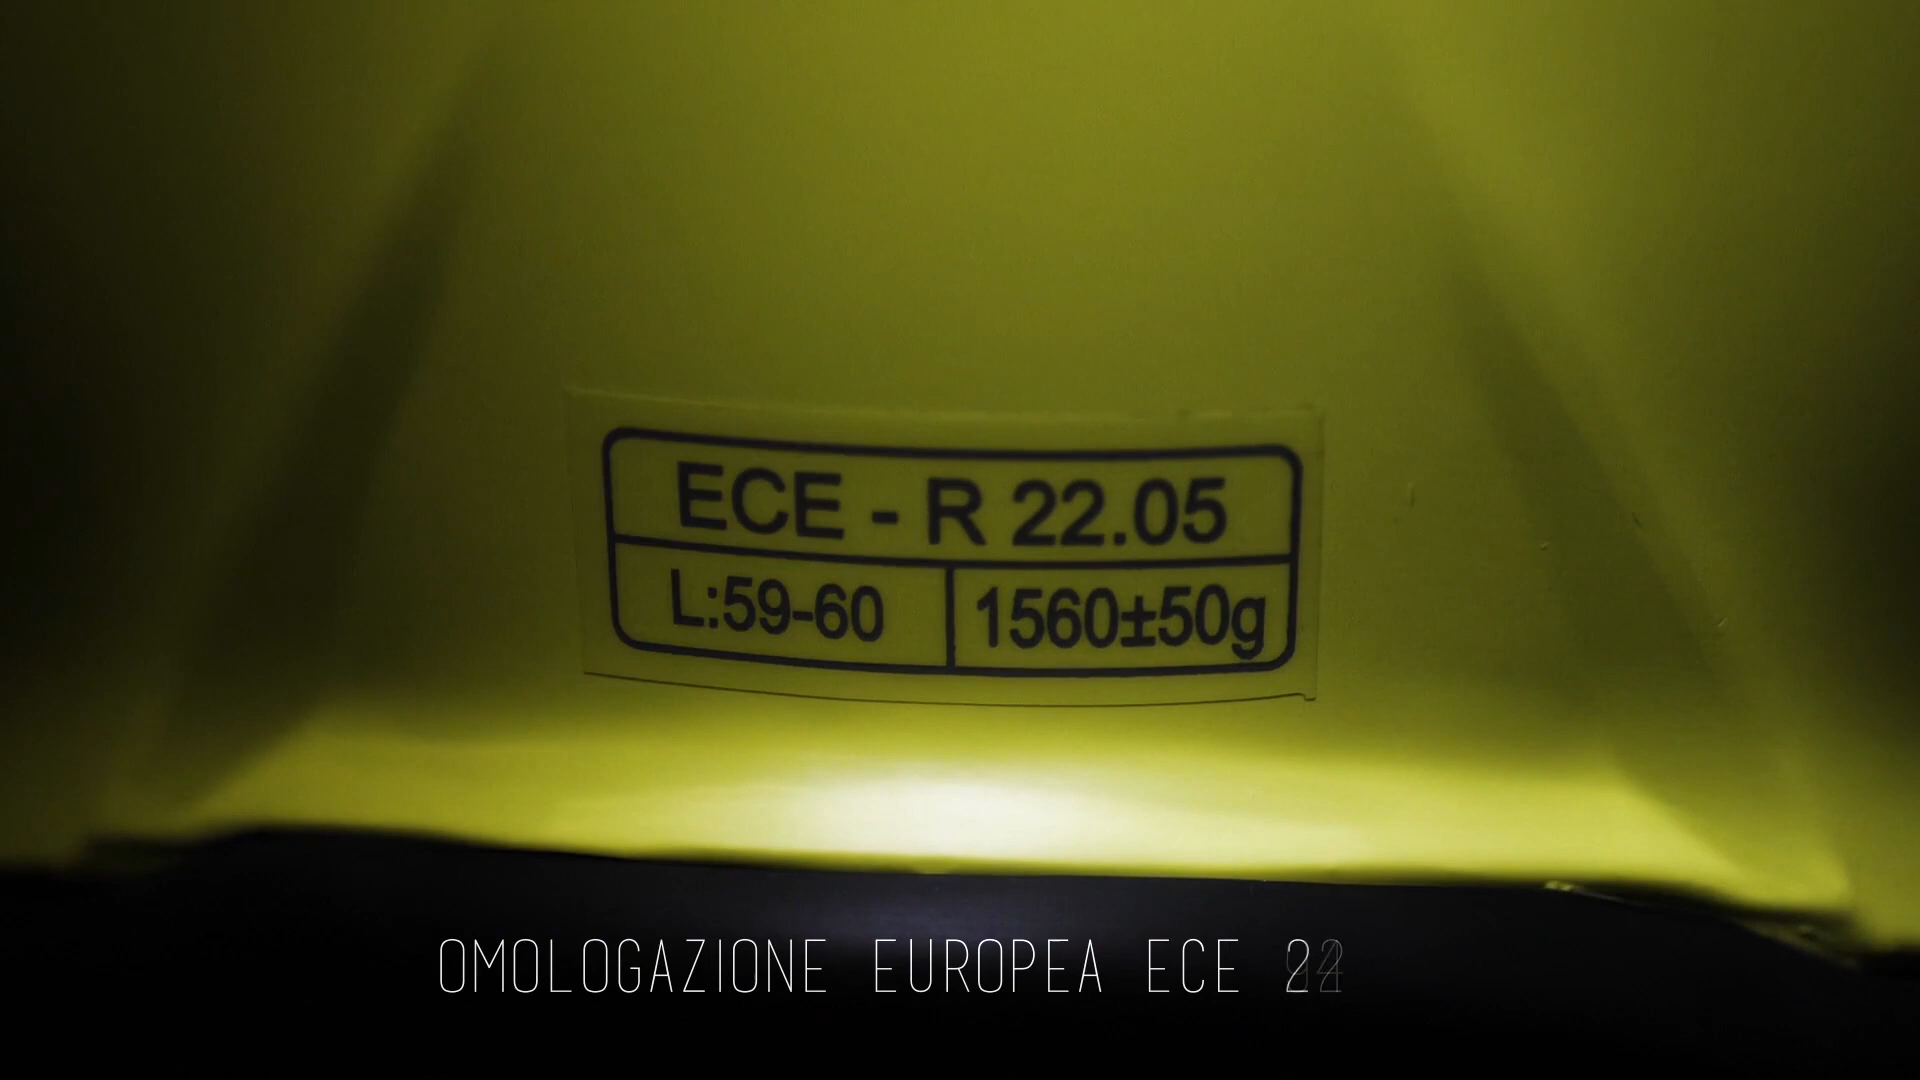 ECE - R 22.05
L:59-60 1560±50g
OMOLOGAZIONE EUROPEA ECE